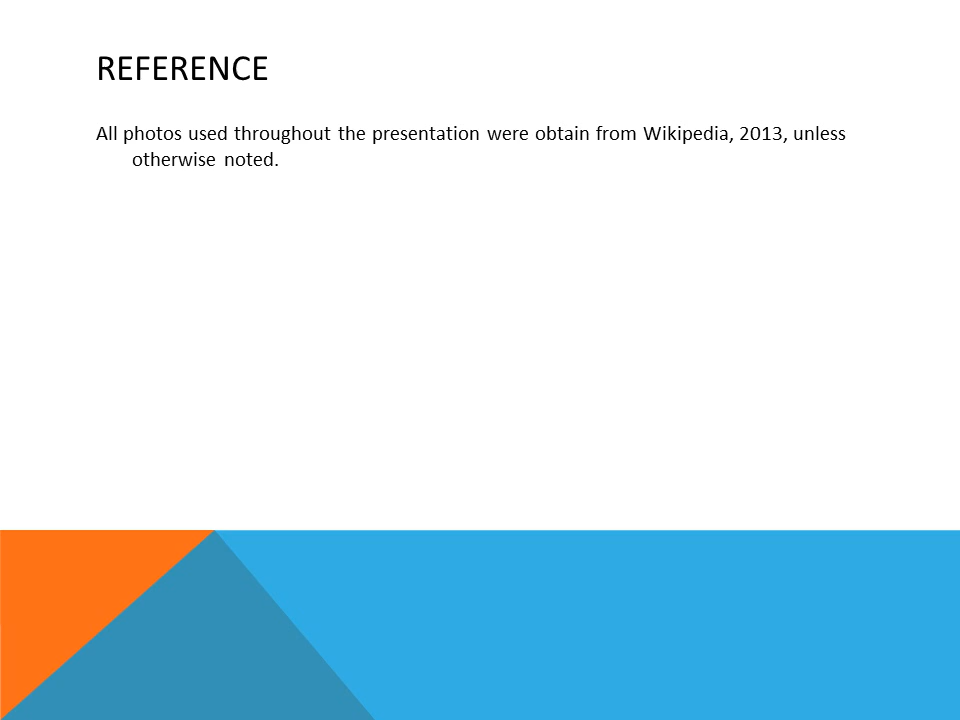 REFERENCE
All photos used throughout the presentation were obtain from Wikipedia, 2013, unless
otherwise noted.